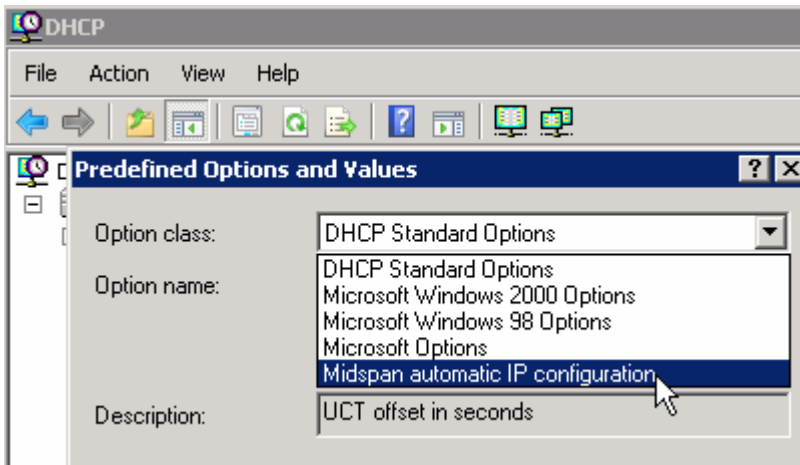 DHCP
File Action View Help
Predefined Options and Values
Option class: DHCP Standard Options
DHCP Standard Options
Option name:
Microsoft Windows 2000 Options
Microsoft Windows 98 Options
Microsoft Options
Midspan automatic IP configuration
Description: UCT offset in seconds